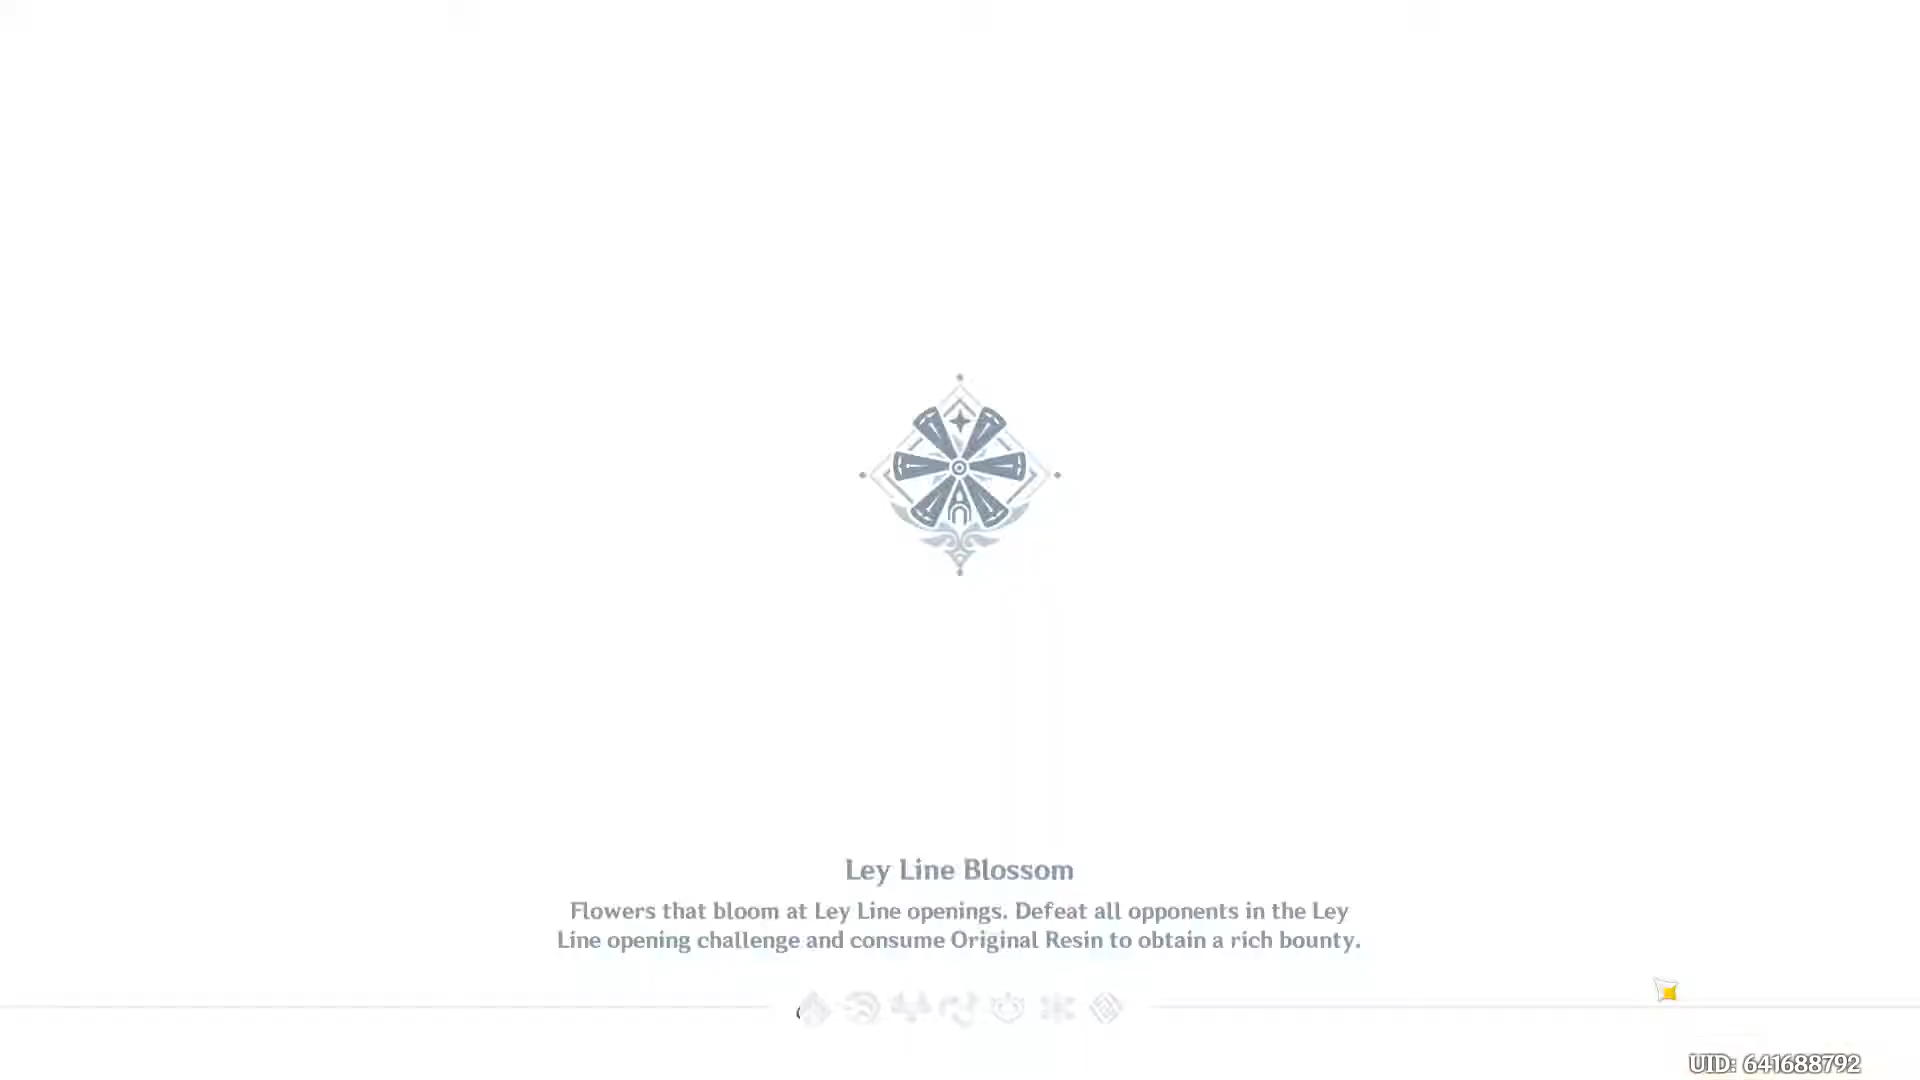 Ley Line Blossom
Flowers that bloom at Ley Line openings. Defeat all opponents in the Ley
Line opening challenge and consume Original Resin to obtain a rich bounty.
UID: 641688792